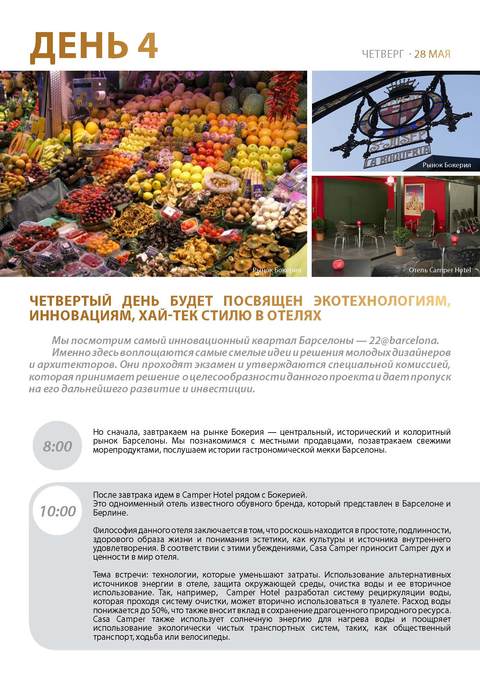 ДЕНЬ 4
ЧЕТВЕРГ · 28 МАЯ
S. JOSEP
LA BOQUERIA
Рынок Бокерия
Рынок Бокерия
Отель Camper Hotel
ЧЕТВЕРТЫЙ ДЕНЬ БУДЕТ ПОСВЯЩЕН ЭКОТЕХНОЛОГИЯМ,
ИННОВАЦИЯМ, ХАЙ-ТЕК СТИЛЮ В ОТЕЛЯХ
Мы посмотрим самый инновационный квартал Барселоны — 22@barcelona.
Именно здесь воплощаются самые смелые идеи и решения молодых дизайнеров
и архитекторов. Они проходят экзамен и утверждаются специальной комиссией,
которая принимает решение о целесообразности данного проекта и дает пропуск
на его дальнейшего развитие и инвестиции.
8:00
Но сначала, завтракаем на рынке Бокерия — центральный, исторический и колоритный
рынок Барселоны. Мы познакомимся с местными продавцами, позавтракаем свежими
морепродуктами, послушаем истории гастрономической мекки Барселоны.
10:00
После завтрака идем в Camper Hotel рядом с Бокерией.
Это одноименный отель известного обувного бренда, который представлен в Барселоне и
Берлине.
Философия данного отеля заключается в том, что роскошь находится в простоте, подлинности,
здорового образа жизни и понимания эстетики, как культуры и источника внутреннего
удовлетворения. В соответствии с этими убеждениями, Casa Camper приносит Camper дух и
ценности в мир отеля.
Тема встречи: технологии, которые уменьшают затраты. Использование альтернативных
источников энергии в отеле, защита окружающей среды, очистка воды и ее вторичное
использование. Так, например, Camper Hotel разработал систему рециркуляции воды,
которая проходя систему очистки, может вторично использоваться в туалете. Расход воды
понижается до 50%, что также вносит вклад в сохранение драгоценного природного ресурса.
Casa Camper также использует солнечную энергию для нагрева воды и поощряет
использование экологически чистых транспортных систем, таких, как общественный
транспорт, ходьба или велосипеды.